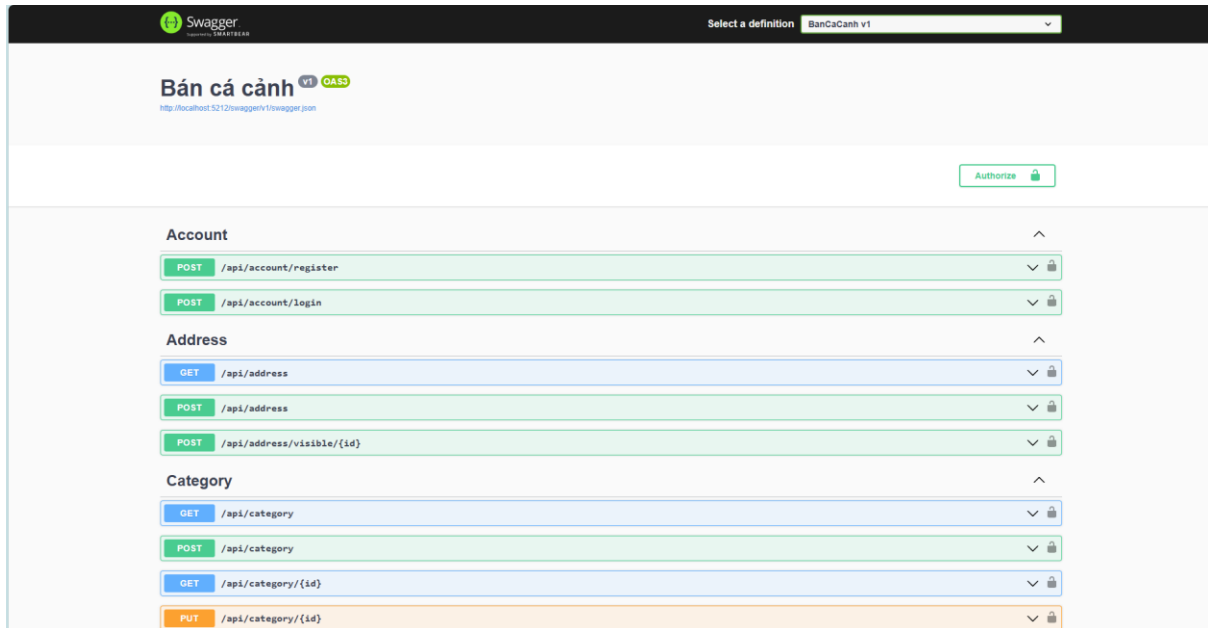 Swagger.
Supported by SMARTBEAR
Select a definition
BanCaCanh v1
Bán cá cảnh v1 OAS3
http://localhost:5212/swagger/v1/swagger.json
Authorize
Account
POST /api/account/register
POST /api/account/login
Address
GET /api/address
POST /api/address
POST /api/address/visible/{id}
Category
GET /api/category
POST /api/category
GET /api/category/{id}
PUT /api/category/{id}